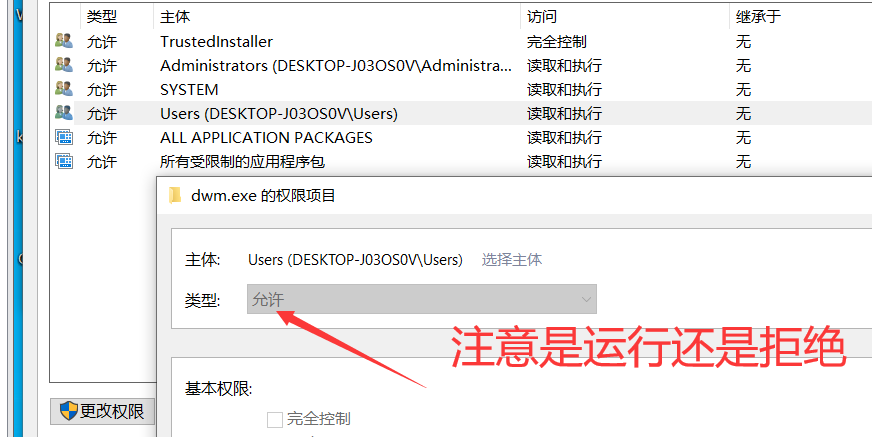 类型 主体 访问 继承于
允许 TrustedInstaller 完全控制 无
允许 Administrators (DESKTOP-J03OS0V\Administra... 读取和执行 无
允许 SYSTEM 读取和执行 无
允许 Users (DESKTOP-J03OS0V\Users) 读取和执行 无
允许 ALL APPLICATION PACKAGES 读取和执行 无
允许 所有受限制的应用程序包 读取和执行 无
dwm.exe 的权限项目
主体: Users (DESKTOP-J03OS0V\Users) 选择主体
类型: 允许
注意是运行还是拒绝
基本权限:
更改权限
完全控制